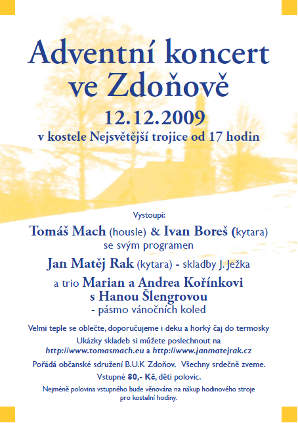 Adventní koncert
ve Zdoňově
12.12.2009
v kostele Nejsvětější trojice od 17 hodin
Vystoupí:
Tomáš Mach (housle) & Ivan Boreš (kytara)
se svým programen
Jan Matěj Rak (kytara) - skladby J. Ježka
a trio Marian a Andrea Kořínkovi
s Hanou Šlengrovou
- pásmo vánočních koled
Velmi teple se oblečte, doporučujeme i deku a horký čaj do termosky
Ukázky skladeb si můžete poslechnout na
http://www.tomasmach.eu a http://www.janmatejrak.cz
Pořádá občanské sdružení B.U.K. Zdoňov. Všechny srdečně zveme.
Vstupné 80,- Kč, děti polovic.
Nejméně polovina vstupného bude věnována na nákup hodinového stroje
pro kostelní hodiny.